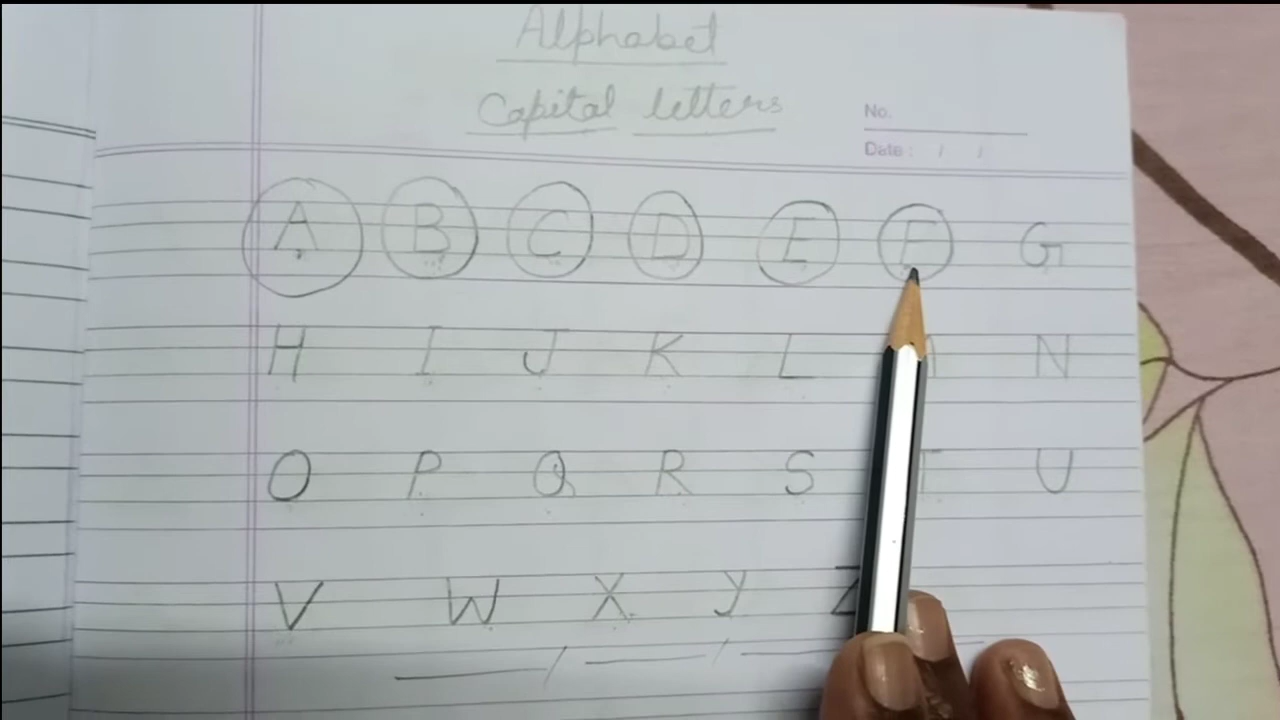 Alphabet
Capital letters
No.
Date : / /
A B C D E F G
H I J K L N
O P Q R S T U
V W X Y Z